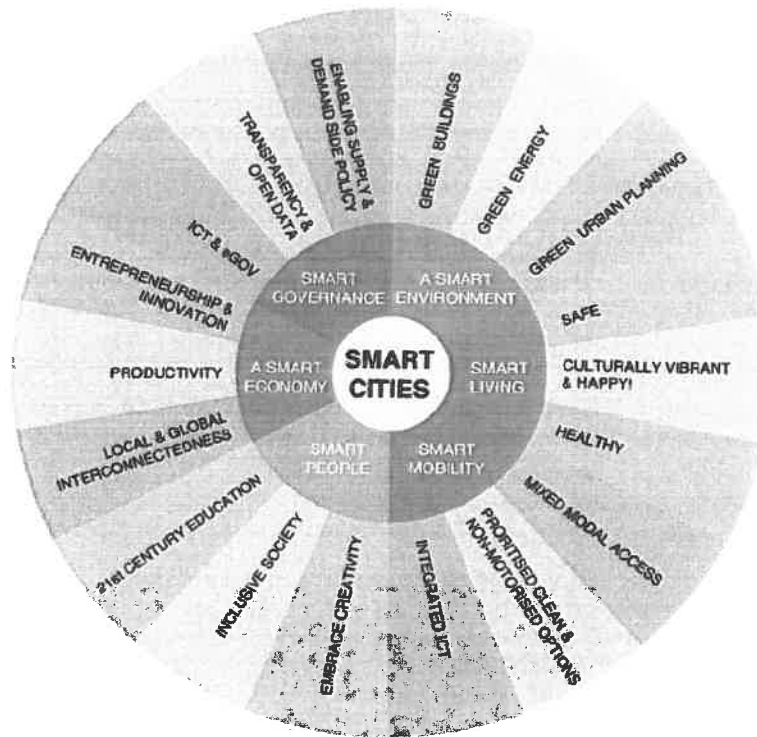 SMART
CITIES
SMART
GOVERNANCE
A SMART
ENVIRONMENT
SMART
LIVING
SMART
MOBILITY
SMART
PEOPLE
A SMART
ECONOMY
ENABLING SUPPLY &
DEMAND SIDE POLICY
GREEN BUILDINGS
GREEN ENERGY
GREEN URBAN PLANNING
SAFE
CULTURALLY VIBRANT
& HAPPY!
HEALTHY
MIXED MODAL ACCESS
PRIORITISED CLEAN &
NON-MOTORISED OPTIONS
INTEGRATED ICT
EMBRACE CREATIVITY
INCLUSIVE SOCIETY
21st CENTURY EDUCATION
LOCAL & GLOBAL
INTERCONNECTEDNESS
PRODUCTIVITY
ENTREPRENEURSHIP &
INNOVATION
ICT & eGOV
TRANSPARENCY &
OPEN DATA